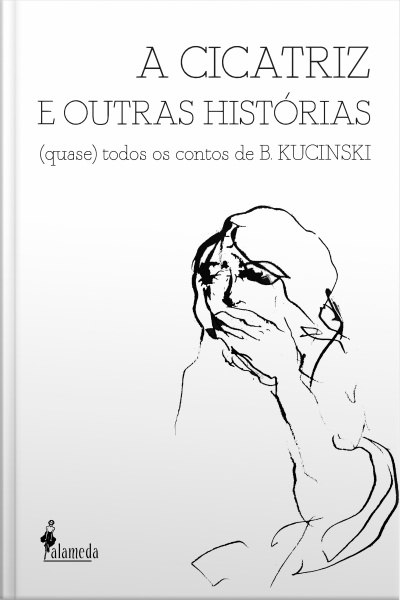 A CICATRIZ
E OUTRAS HISTÓRIAS
(quase) todos os contos de B. KUCINSKI
alameda